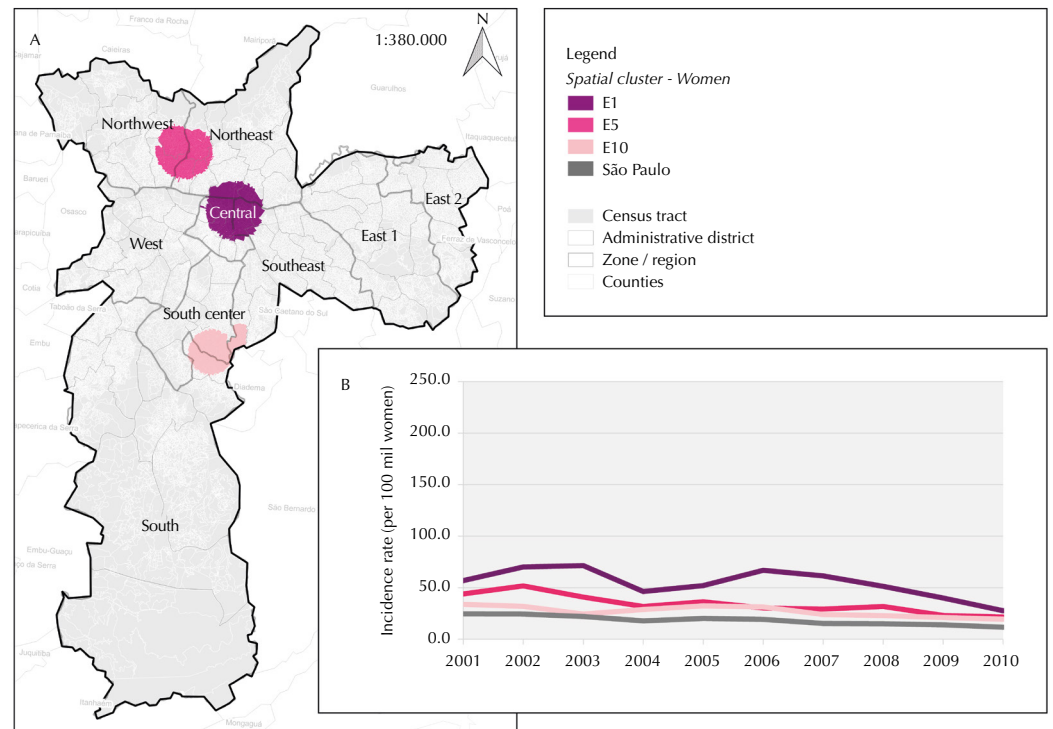 A
1:380.000
N
Franco da Rocha
Caieiras
Mairiporã
Guarulhos
Itaquaquecetu
Northwest
Northeast
Barueri
Osasco
Central
East 2
Poá
West
East 1
Ferraz de Vasconcelo
Southeast
Cotia
Suzano
Taboão da Serra
South center
São Caetano do Sul
Embu
Diadema
South
São Bernardo
Embu-Guaçu
Juquitiba
Itanhaém
Mongaguá
Legend
Spatial cluster - Women
E1
E5
E10
São Paulo
Census tract
Administrative district
Zone / region
Counties
B
Incidence rate (per 100 mil women)
250.0
200.0
150.0
100.0
50.0
0.0
2001 2002 2003 2004 2005 2006 2007 2008 2009 2010